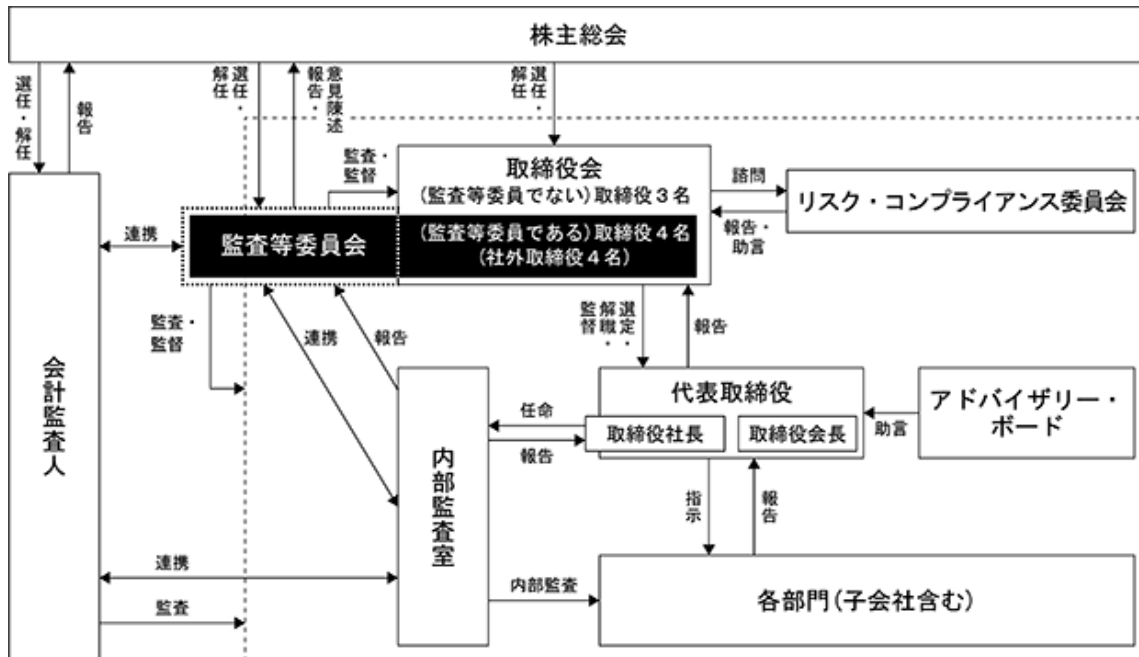 株主総会
選任・解任
報告
選任・
解任
意見陳述
報告・
選任・
解任
監査・
監督
取締役会
(監査等委員でない)取締役3名
諮問
リスク・コンプライアンス委員会
報告・
助言
連携
監査等委員会
(監査等委員である)取締役4名
(社外取締役4名)
監査・
監督
連携
報告
選定・
解職・
監督
報告
会計監査人
内部監査室
任命
報告
代表取締役
取締役社長
取締役会長
助言
アドバイザリー・
ボード
指示
報告
連携
監査
内部監査
各部門(子会社含む)